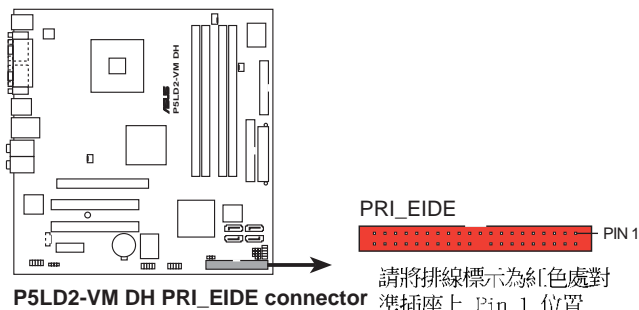 ASUS
P5LD2-VM DH
PRI_EIDE
PIN 1
請將排線標示為紅色處對
準插座上 Pin 1 位置
P5LD2-VM DH PRI_EIDE connector